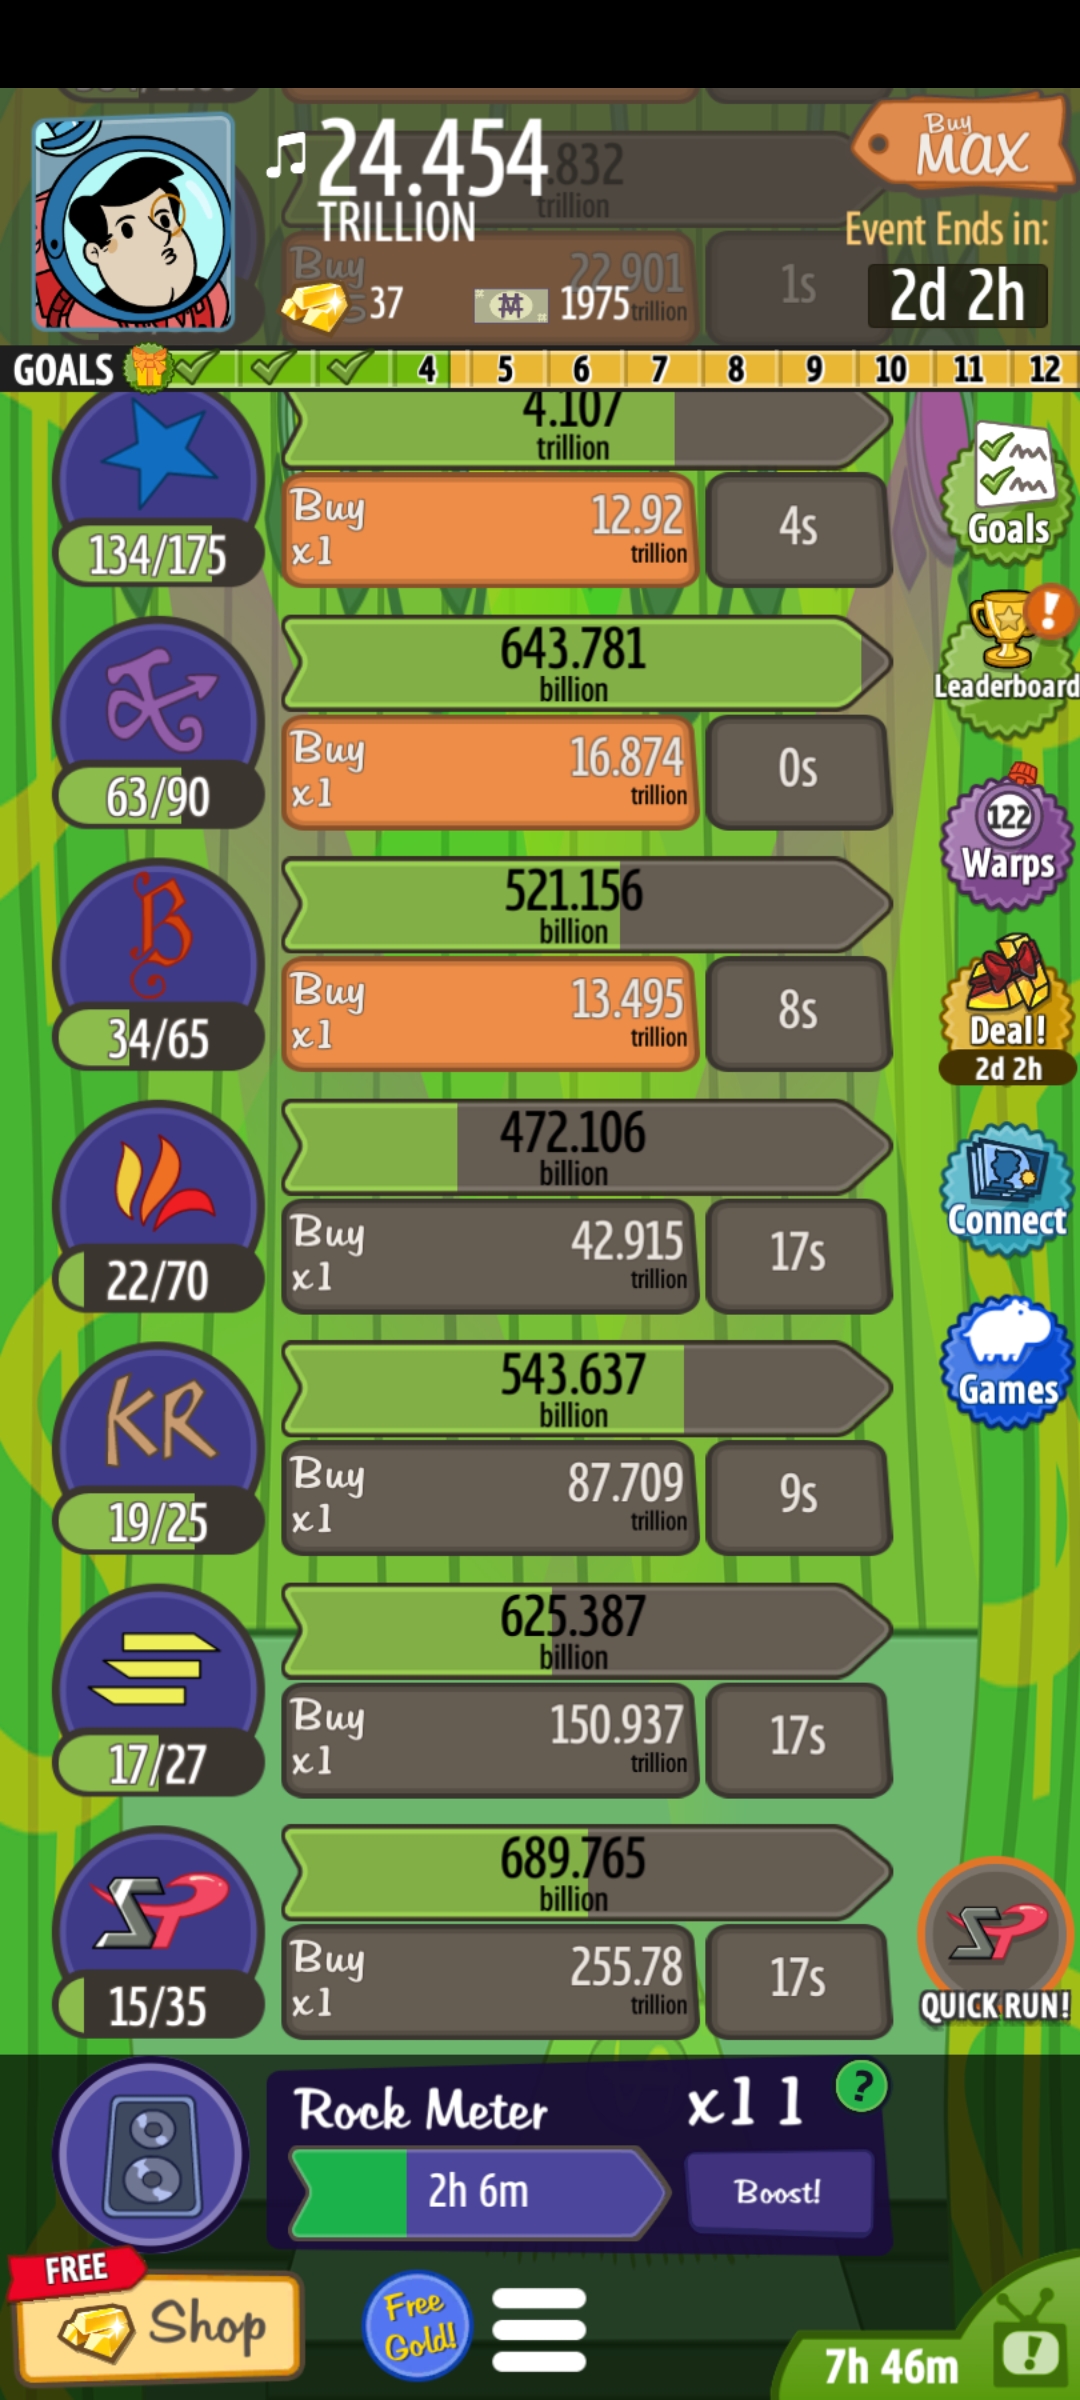 24.454
TRILLION
37
1975
.832
trillion
Buy
22.901
trillion
1s
Buy
MAX
Event Ends in:
2d 2h
GOALS
4 5 6 7 8 9 10 11 12
4.107
trillion
134/175
Buy
x1
12.92
trillion
4s
Goals
643.781
billion
63/90
Buy
x1
16.874
trillion
0s
!
Leaderboard
122
Warps
521.156
billion
B
34/65
Buy
x1
13.495
trillion
8s
Deal!
2d 2h
472.106
billion
22/70
Buy
x1
42.915
trillion
17s
Connect
Games
543.637
billion
KR
19/25
Buy
x1
87.709
trillion
9s
625.387
billion
17/27
Buy
x1
150.937
trillion
17s
689.765
billion
SP
15/35
Buy
x1
255.78
trillion
17s
SP
QUICK RUN!
Rock Meter
x11
?
2h 6m
Boost!
FREE
Shop
Free
Gold!
7h 46m
!